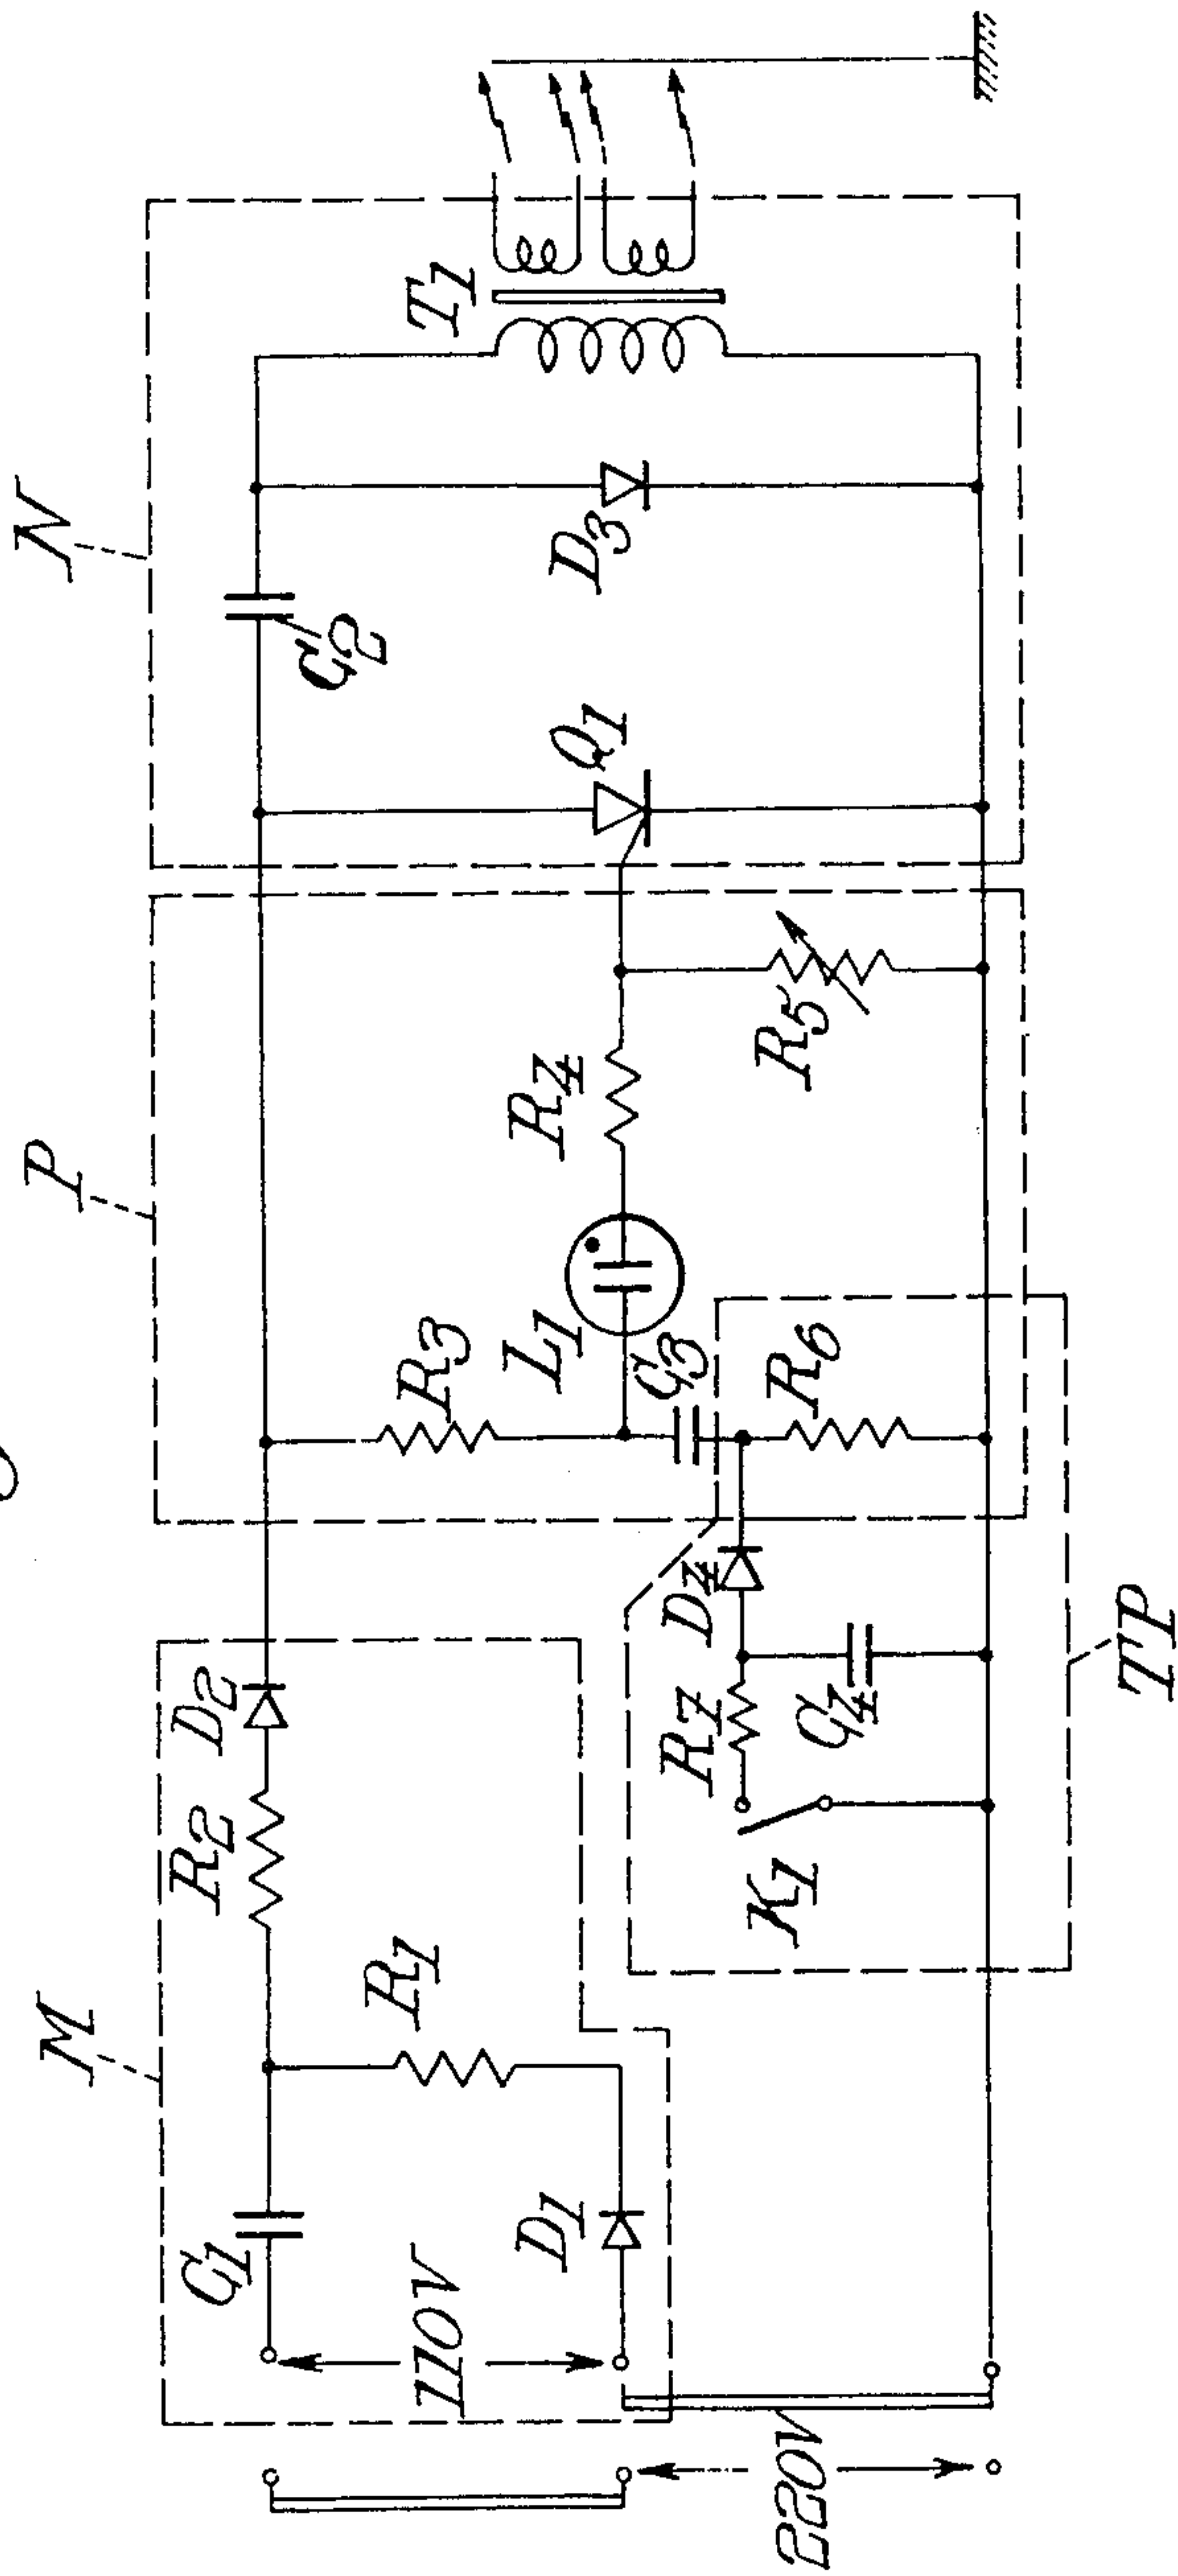 N
P
M
TP
T₁
D₃
C₂
Q₁
R₄
R₅
L₁
R₃
C₃
R₆
D₂
R₂
D₄
R₇
C₄
K₁
R₁
C₁
D₁
110V
220V